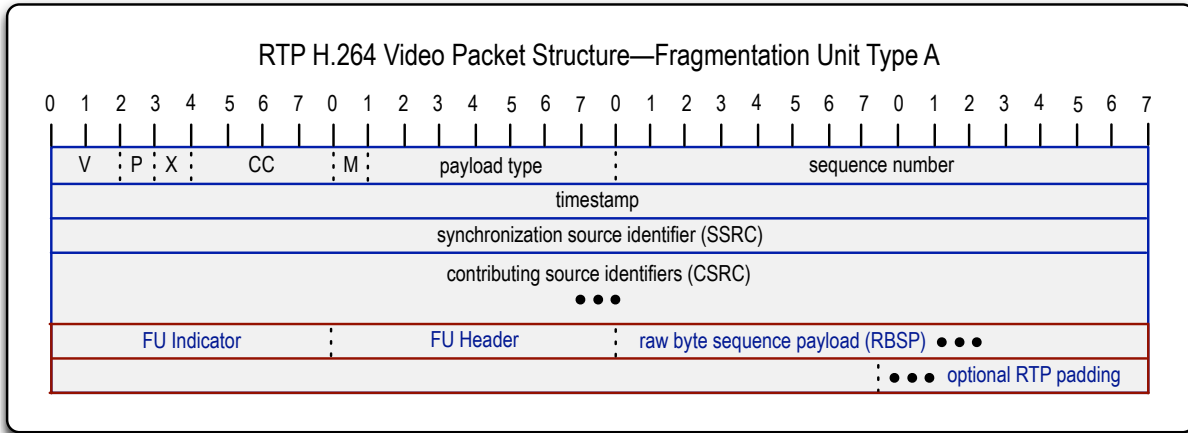 RTP H.264 Video Packet Structure—Fragmentation Unit Type A
0 1 2 3 4 5 6 7 0 1 2 3 4 5 6 7 0 1 2 3 4 5 6 7 0 1 2 3 4 5 6 7
V P X CC M payload type sequence number
timestamp
synchronization source identifier (SSRC)
contributing source identifiers (CSRC)
•••
FU Indicator FU Header raw byte sequence payload (RBSP) •••
••• optional RTP padding